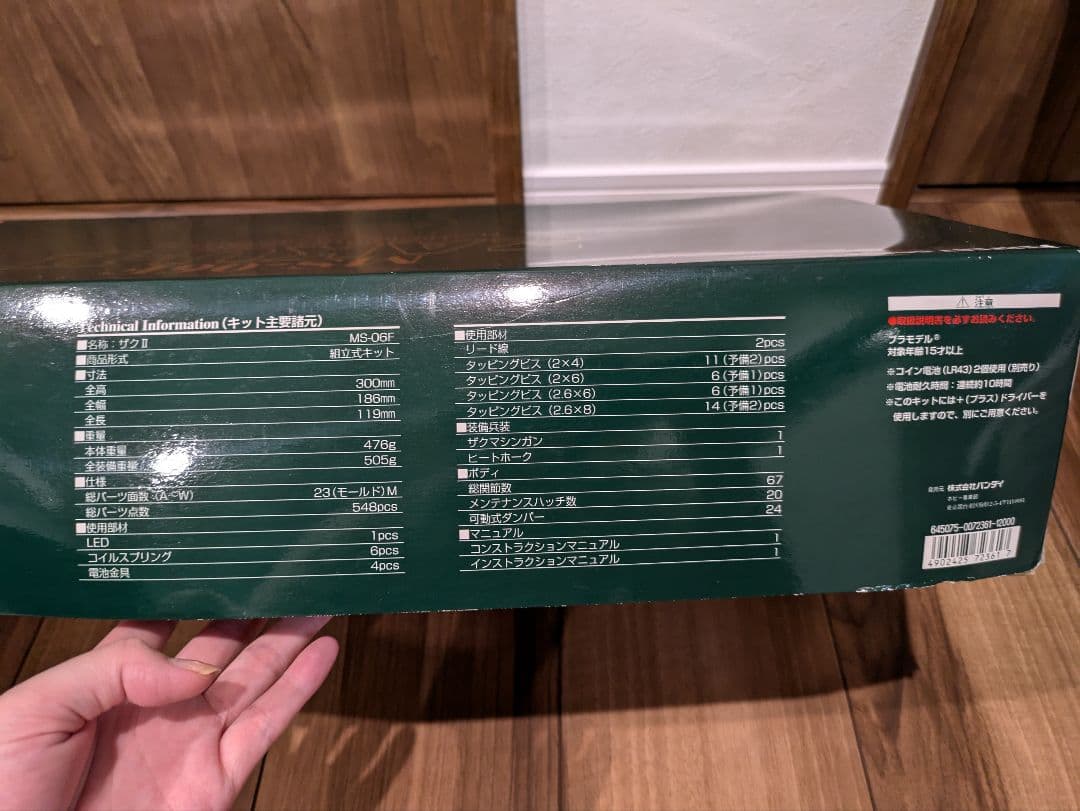 Technical Information（キット主要諸元）
■名称：ザクⅡ MS-06F
■商品形式 組立式キット
■寸法
全高 300mm
全幅 186mm
全長 119mm
■重量
本体重量 476g
全装備重量 505g
■仕様
総パーツ面数（A〜W） 23（モールド）M
総パーツ点数 548pcs
■使用部材
LED 1pcs
コイルスプリング 6pcs
電池金具 4pcs
■使用部材
リード線 2pcs
タッピングビス（2×4） 11（予備2）pcs
タッピングビス（2×6） 6（予備1）pcs
タッピングビス（2.6×6） 6（予備1）pcs
タッピングビス（2.6×8） 14（予備2）pcs
■装備兵装
ザクマシンガン 1
ヒートホーク 1
■ボディ
総関節数 67
メンテナンスハッチ数 20
可動式ダンパー 24
■マニュアル
コンストラクションマニュアル 1
インストラクションマニュアル 1
⚠ 注意
●取扱説明書を必ずお読みください。
プラモデル®
対象年齢15才以上
※コイン電池（LR43）2個使用（別売り）
※電池耐久時間：連続約10時間
※このキットには＋（プラス）ドライバーを
使用しますので、別にご用意ください。
発売元 株式会社バンダイ
ホビー事業部
645075-0072361-12000
4902425 72361 7